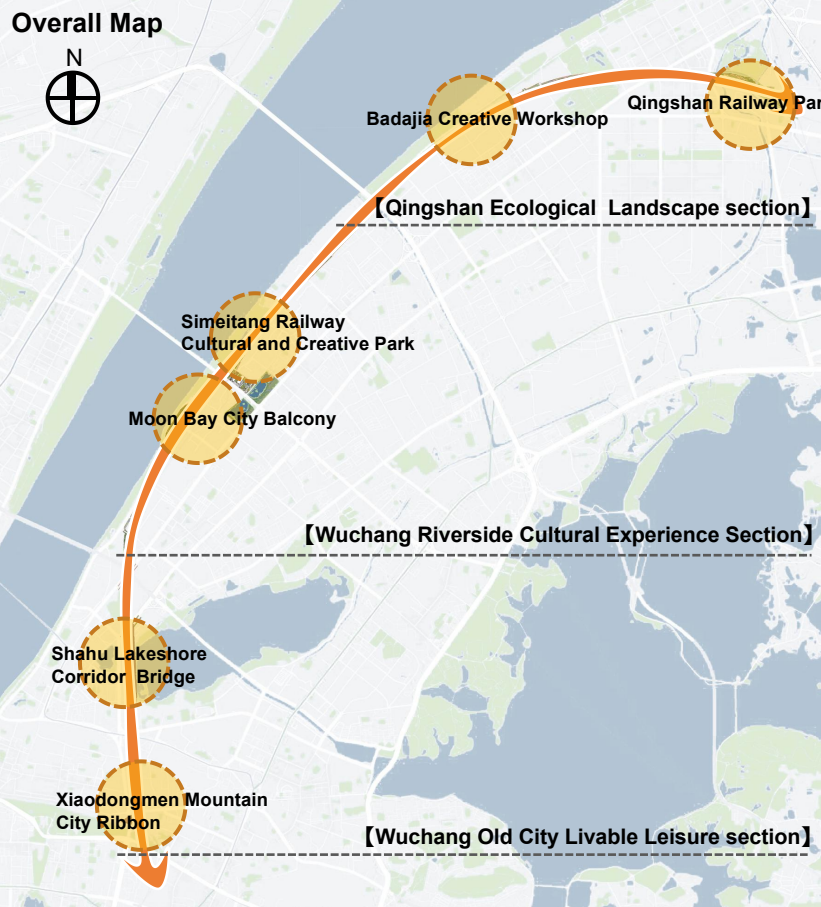 Overall Map
N
Badajia Creative Workshop
Qingshan Railway Par
【Qingshan Ecological Landscape section】
Simeitang Railway
Cultural and Creative Park
Moon Bay City Balcony
【Wuchang Riverside Cultural Experience Section】
Shahu Lakeshore
Corridor Bridge
Xiaodongmen Mountain
City Ribbon
【Wuchang Old City Livable Leisure section】